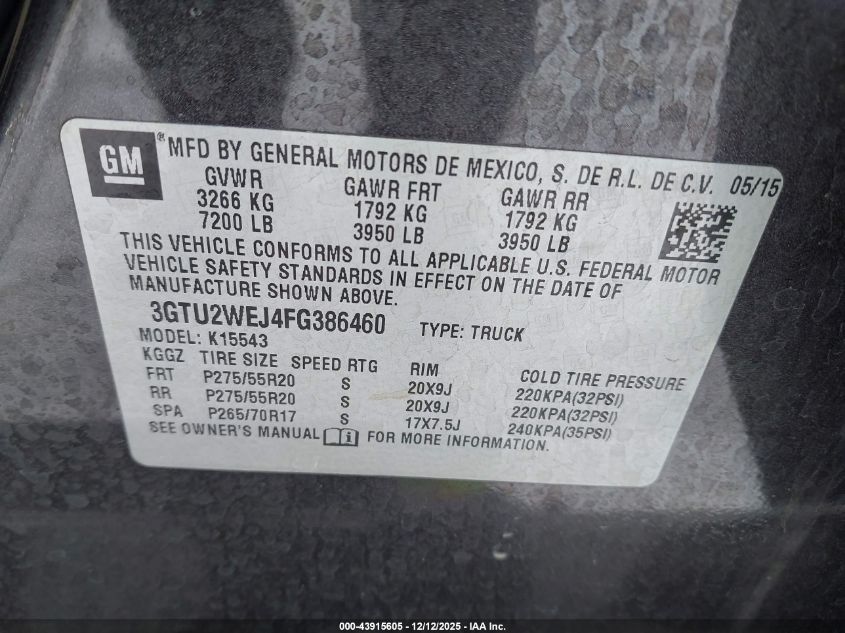 GM ® MFD BY GENERAL MOTORS DE MEXICO, S. DE R.L. DE C.V. 05/15
GVWR GAWR FRT GAWR RR
3266 KG 1792 KG 1792 KG
7200 LB 3950 LB 3950 LB
THIS VEHICLE CONFORMS TO ALL APPLICABLE U.S. FEDERAL MOTOR
VEHICLE SAFETY STANDARDS IN EFFECT ON THE DATE OF
MANUFACTURE SHOWN ABOVE.
3GTU2WEJ4FG386460 TYPE: TRUCK
MODEL: K15543
KGGZ TIRE SIZE SPEED RTG RIM COLD TIRE PRESSURE
FRT P275/55R20 S 20X9J 220KPA(32PSI)
RR P275/55R20 S 20X9J 220KPA(32PSI)
SPA P265/70R17 S 17X7.5J 240KPA(35PSI)
SEE OWNER'S MANUAL FOR MORE INFORMATION.
000-43915605 - 12/12/2025 - IAA Inc.